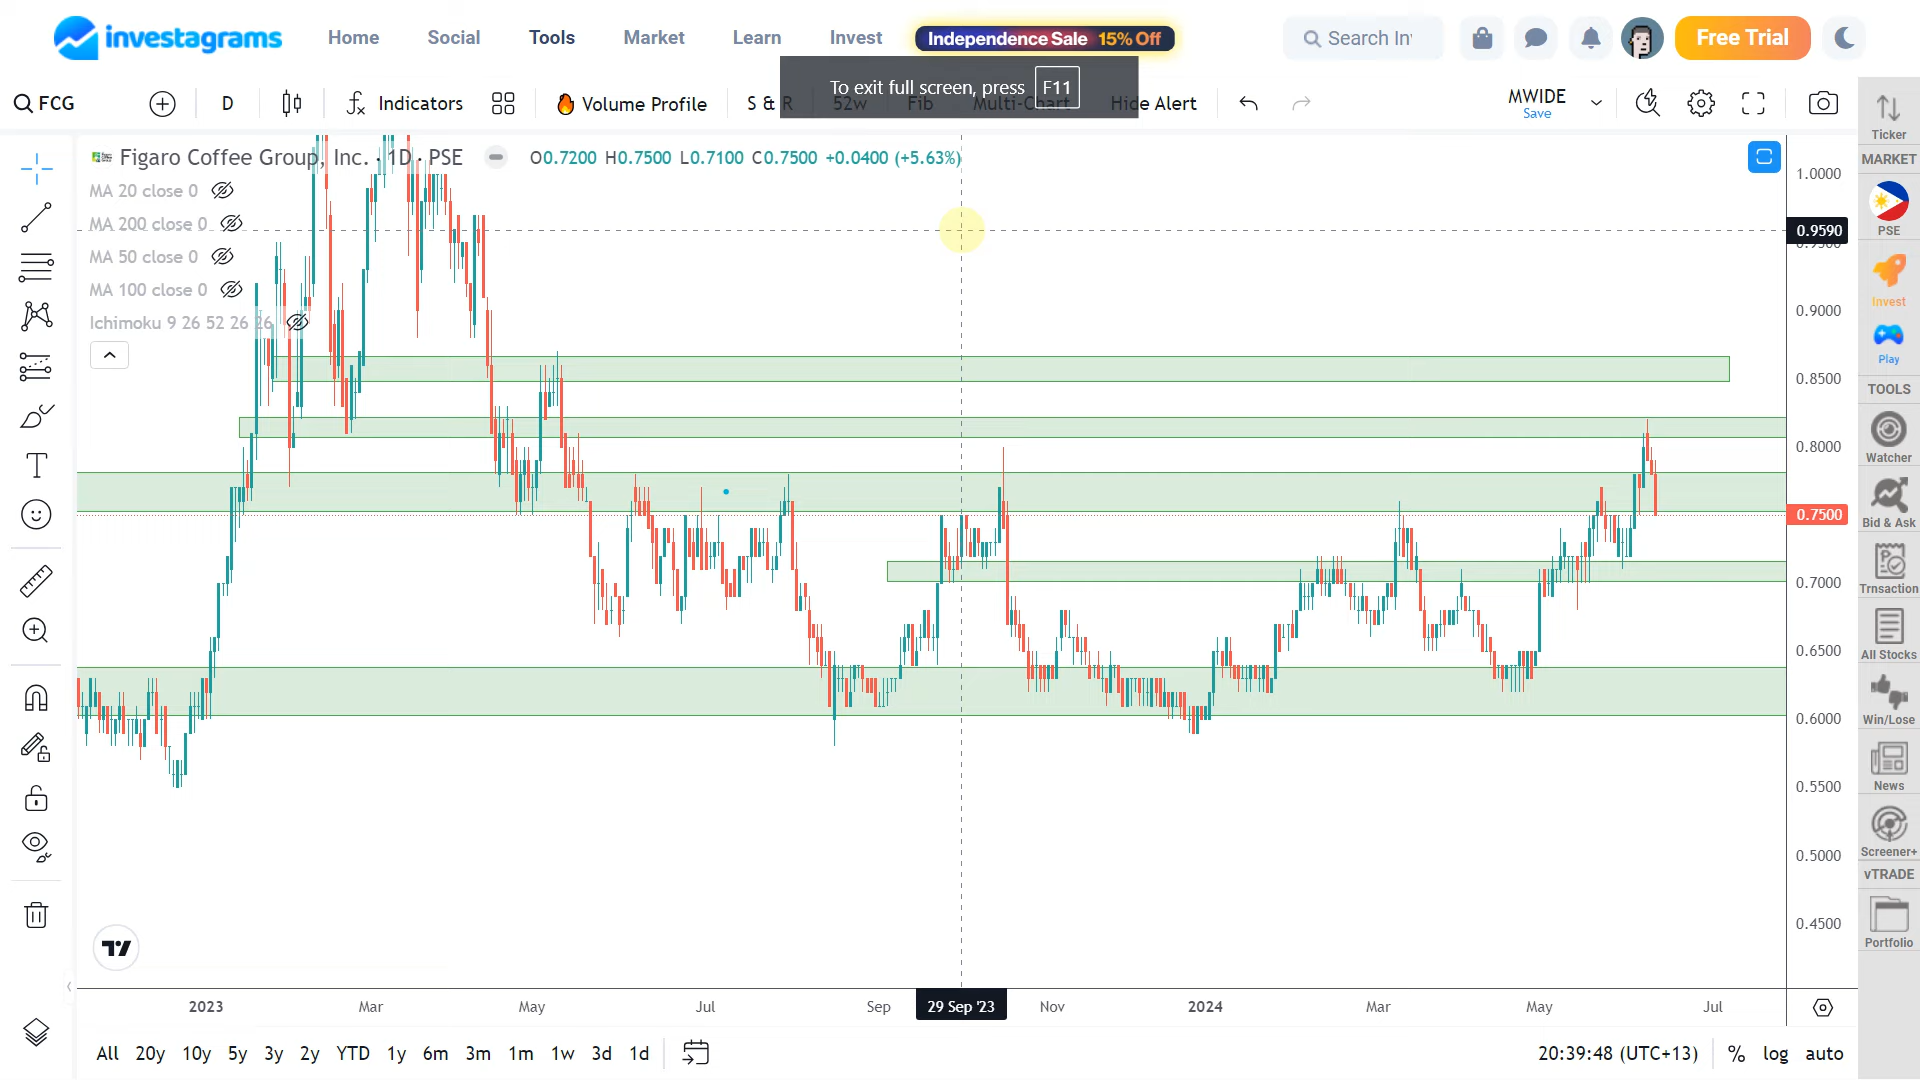 investagrams Home Social Tools Market Learn Invest Independence Sale 15% Off Search In Free Trial
To exit full screen, press F11
FCG D Indicators Volume Profile S & R 52w Fib Multi-Chart Hide Alert MWIDE
Save
Figaro Coffee Group, Inc. · 1D · PSE O0.7200 H0.7500 L0.7100 C0.7500 +0.0400 (+5.63%)
MA 20 close 0
MA 200 close 0
MA 50 close 0
MA 100 close 0
Ichimoku 9 26 52 26 26
1.0000
0.9590
0.9000
0.8500
0.8000
0.7500
0.7000
0.6500
0.6000
0.5500
0.5000
0.4500
2023 Mar May Jul Sep 29 Sep '23 Nov 2024 Mar May Jul
All 20y 10y 5y 3y 2y YTD 1y 6m 3m 1m 1w 3d 1d 20:39:48 (UTC+13) % log auto
Ticker
MARKET
PSE
Invest
Play
TOOLS
Watcher
Bid & Ask
Trnsaction
All Stocks
Win/Lose
News
Screener+
vTRADE
Portfolio